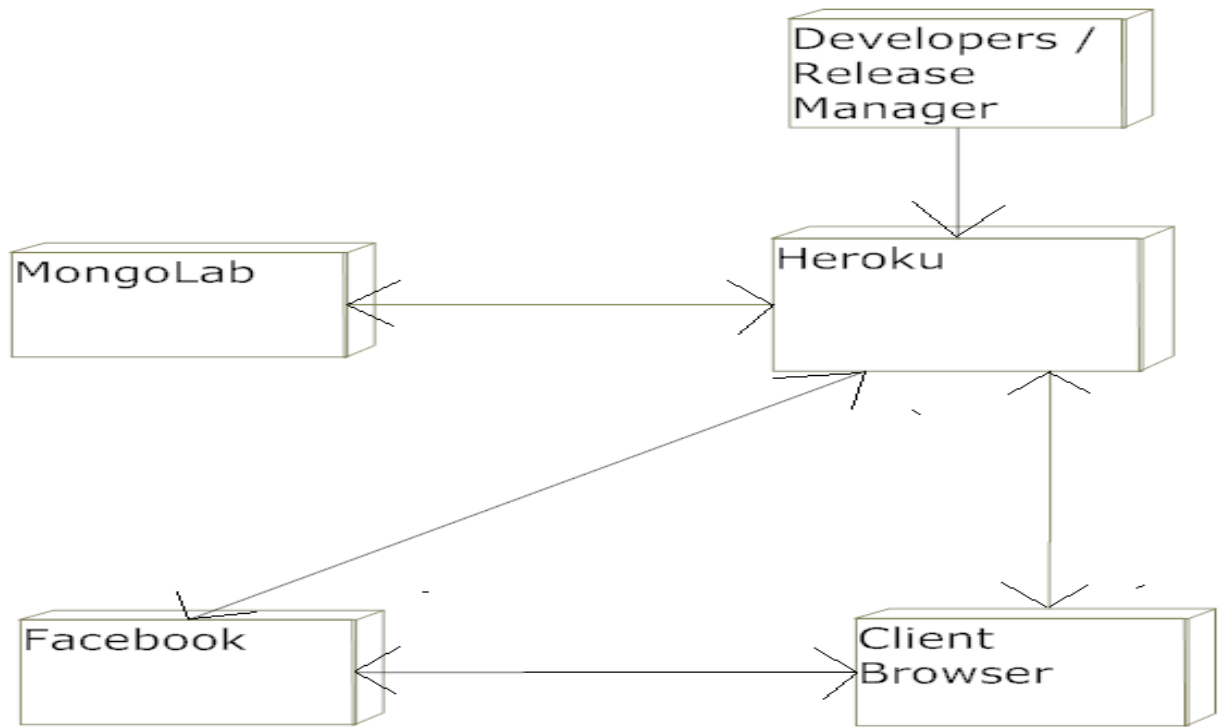 Developers /
Release
Manager
MongoLab
Heroku
Facebook
Client
Browser